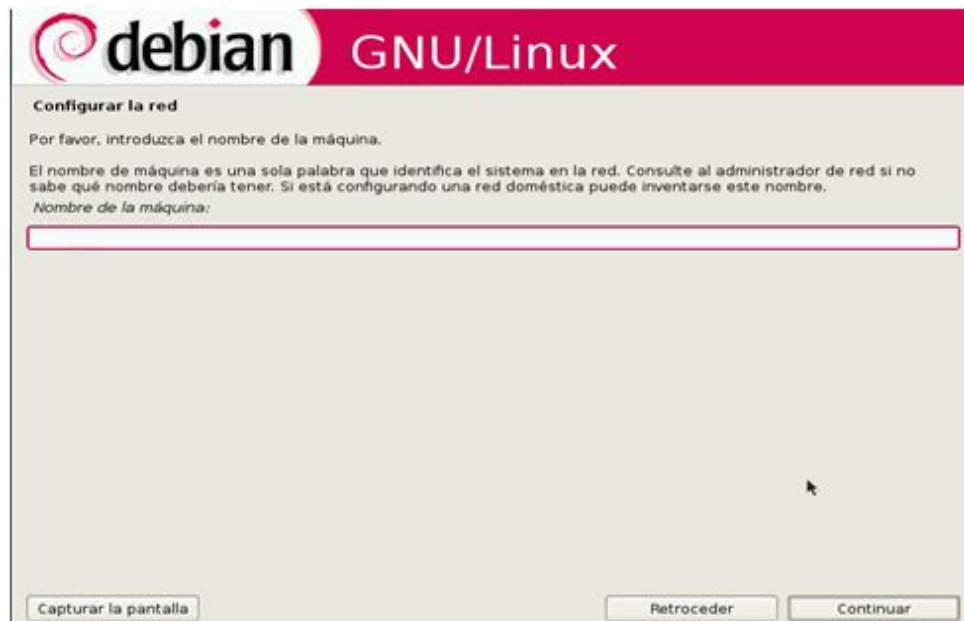 debian GNU/Linux
Configurar la red
Por favor, introduzca el nombre de la máquina.
El nombre de máquina es una sola palabra que identifica el sistema en la red. Consulte al administrador de red si no
sabe qué nombre debería tener. Si está configurando una red doméstica puede inventarse este nombre.
Nombre de la máquina:
Capturar la pantalla Retroceder Continuar